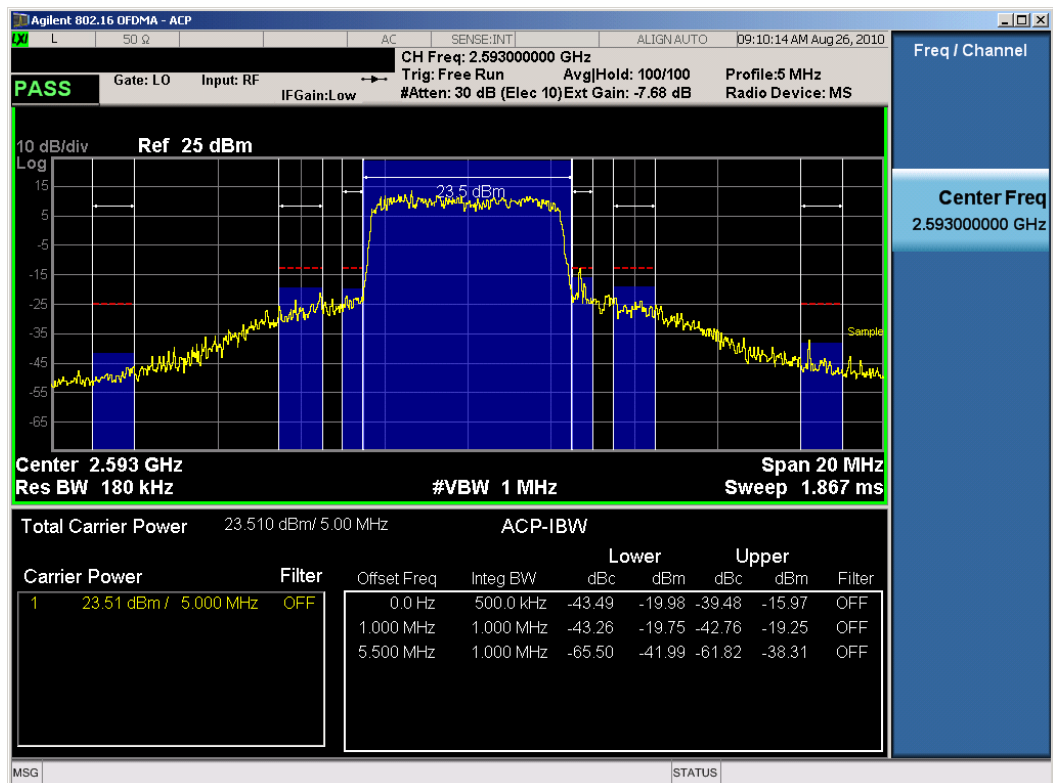 Agilent 802.16 OFDMA - ACP
LXI L 50 Ω AC SENSE:INT ALIGN AUTO 09:10:14 AM Aug 26, 2010
CH Freq: 2.593000000 GHz
PASS Gate: LO Input: RF Trig: Free Run Avg|Hold: 100/100 Profile:5 MHz
IFGain:Low #Atten: 30 dB (Elec 10) Ext Gain: -7.68 dB Radio Device: MS
Freq / Channel
Center Freq
2.593000000 GHz
10 dB/div Ref 25 dBm
Log
15
23.5 dBm
5
-5
-15
-25
-35
Sample
-45
-55
-65
Center 2.593 GHz Span 20 MHz
Res BW 180 kHz #VBW 1 MHz Sweep 1.867 ms
Total Carrier Power 23.510 dBm/ 5.00 MHz ACP-IBW
Lower Upper
Carrier Power Filter Offset Freq Integ BW dBc dBm dBc dBm Filter
1 23.51 dBm / 5.000 MHz OFF 0.0 Hz 500.0 kHz -43.49 -19.98 -39.48 -15.97 OFF
1.000 MHz 1.000 MHz -43.26 -19.75 -42.76 -19.25 OFF
5.500 MHz 1.000 MHz -65.50 -41.99 -61.82 -38.31 OFF
MSG STATUS